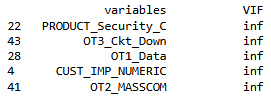 variables VIF
22 PRODUCT_Security_C inf
43 OT3_Ckt_Down inf
28 OT1_Data inf
4 CUST_IMP_NUMERIC inf
41 OT2_MASSCOM inf